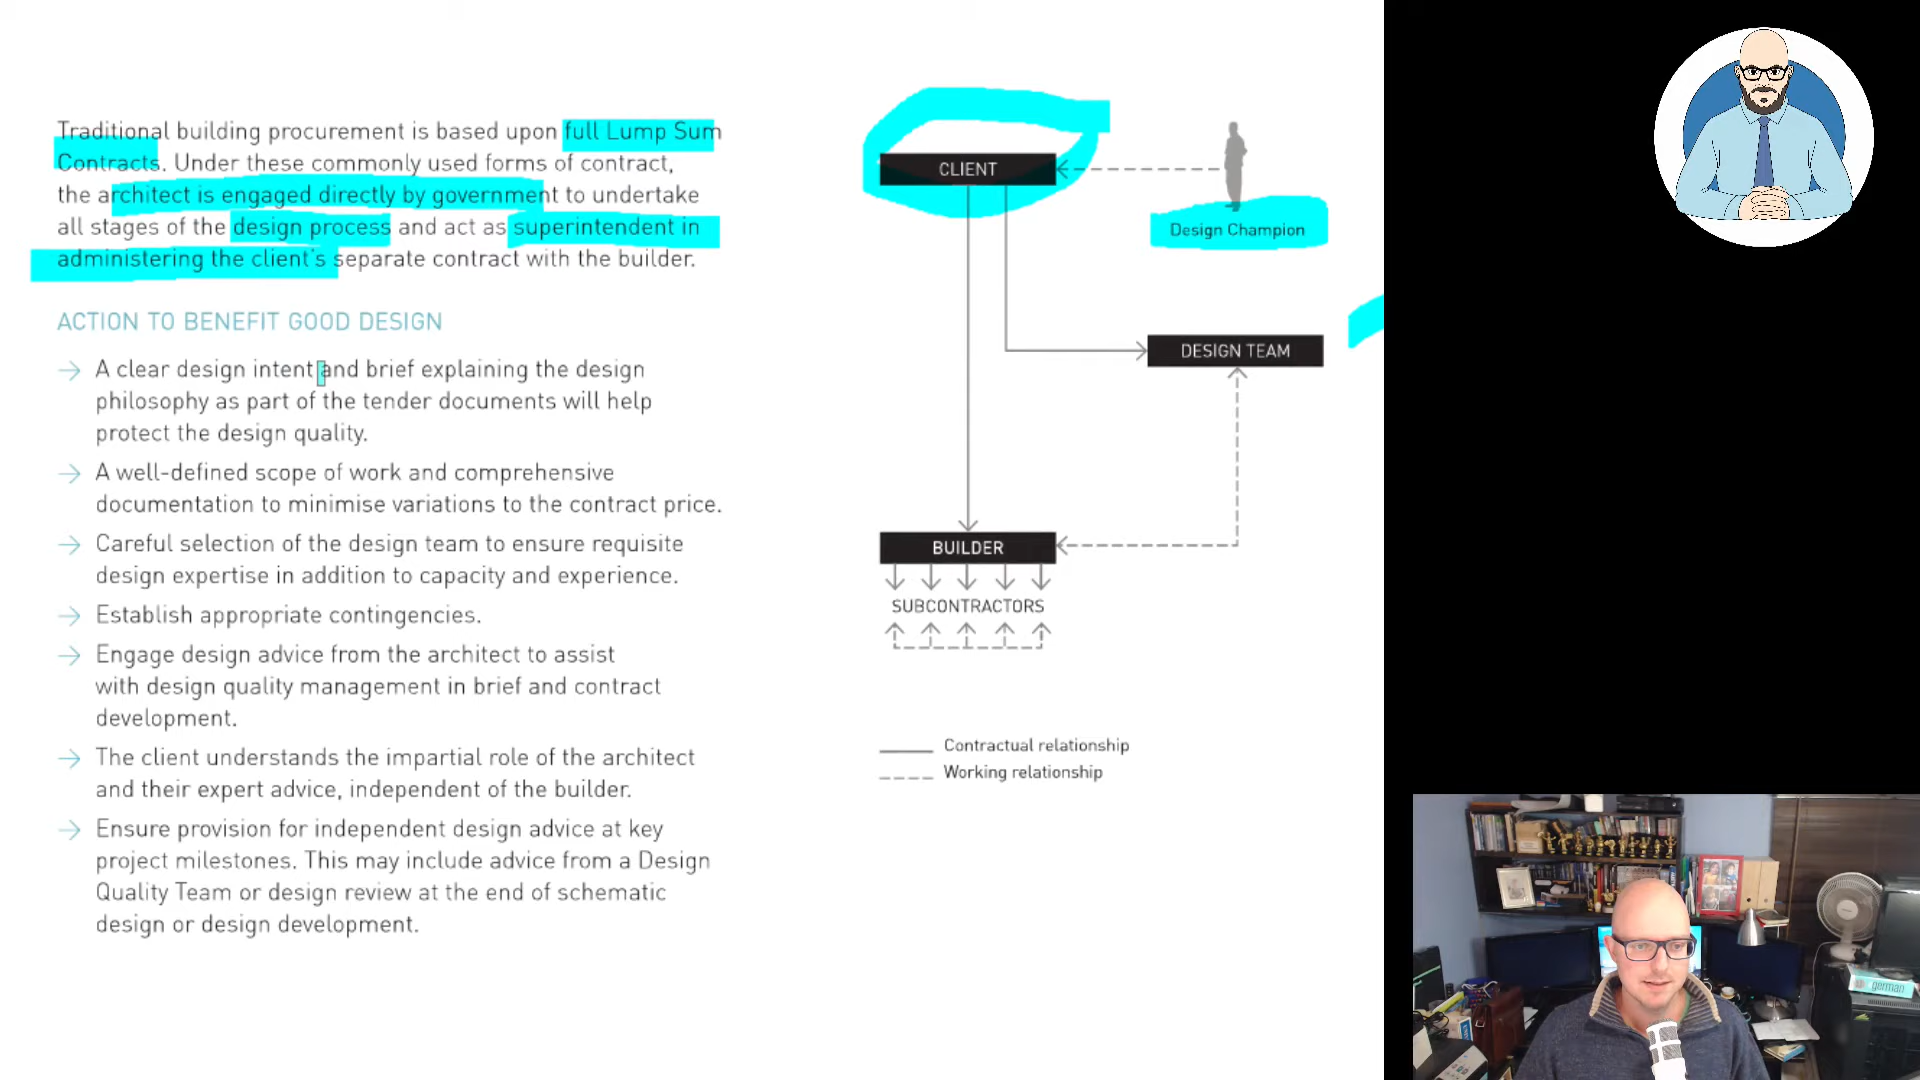 Traditional building procurement is based upon full Lump Sum
Contracts. Under these commonly used forms of contract,
the architect is engaged directly by government to undertake
all stages of the design process and act as superintendent in
administering the client's separate contract with the builder.
ACTION TO BENEFIT GOOD DESIGN
→ A clear design intent and brief explaining the design
philosophy as part of the tender documents will help
protect the design quality.
→ A well-defined scope of work and comprehensive
documentation to minimise variations to the contract price.
→ Careful selection of the design team to ensure requisite
design expertise in addition to capacity and experience.
→ Establish appropriate contingencies.
→ Engage design advice from the architect to assist
with design quality management in brief and contract
development.
→ The client understands the impartial role of the architect
and their expert advice, independent of the builder.
→ Ensure provision for independent design advice at key
project milestones. This may include advice from a Design
Quality Team or design review at the end of schematic
design or design development.
CLIENT
Design Champion
DESIGN TEAM
BUILDER
SUBCONTRACTORS
Contractual relationship
Working relationship
german